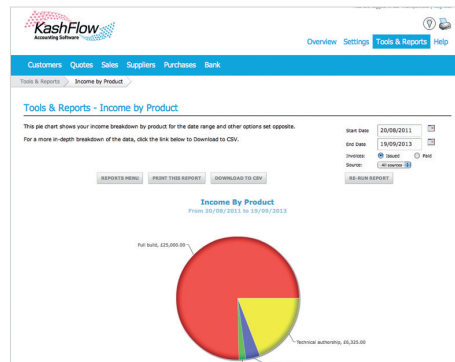 KashFlow
Accounting Software
Overview Settings Tools & Reports Help
Customers Quotes Sales Suppliers Purchases Bank
Tools & Reports Income by Product
Tools & Reports - Income by Product
This pie chart shows your income breakdown by product for the date range and other options set opposite.
For a more in-depth breakdown of the data, click the link below to Download to CSV.
Start Date 20/08/2011
End Date 19/09/2013
Invoices: Issued Paid
Source: All sources
REPORTS MENU PRINT THIS REPORT DOWNLOAD TO CSV RE-RUN REPORT
Income By Product
From 20/08/2011 to 19/09/2013
Full build, £25,000.00
Technical authorship, £6,325.00